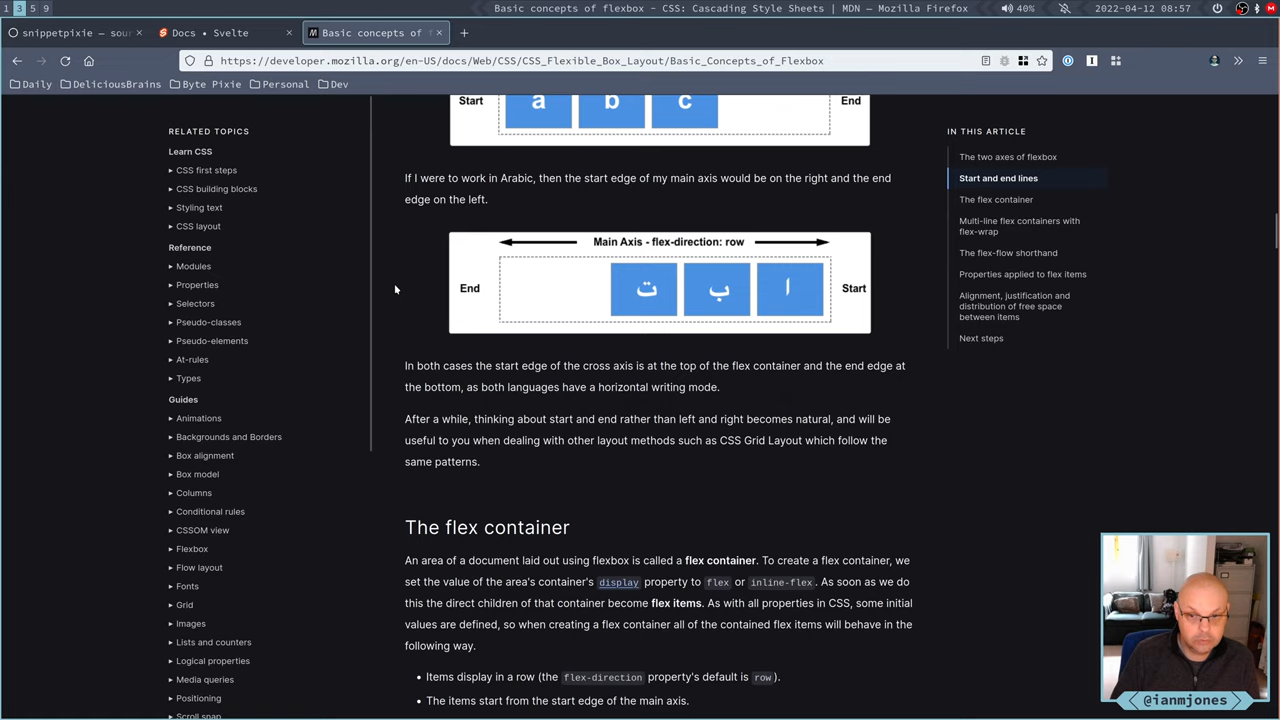 1 3 5 9
Basic concepts of flexbox - CSS: Cascading Style Sheets | MDN — Mozilla Firefox
40%
2022-04-12 08:57
snippetpixie — sour
Docs • Svelte
Basic concepts of f
https://developer.mozilla.org/en-US/docs/Web/CSS/CSS_Flexible_Box_Layout/Basic_Concepts_of_Flexbox
Daily DeliciousBrains Byte Pixie Personal Dev
RELATED TOPICS
Learn CSS
CSS first steps
CSS building blocks
Styling text
CSS layout
Reference
Modules
Properties
Selectors
Pseudo-classes
Pseudo-elements
At-rules
Types
Guides
Animations
Backgrounds and Borders
Box alignment
Box model
Columns
Conditional rules
CSSOM view
Flexbox
Flow layout
Fonts
Grid
Images
Lists and counters
Logical properties
Media queries
Positioning
Scroll snap
Start a b c End
If I were to work in Arabic, then the start edge of my main axis would be on the right and the end
edge on the left.
Main Axis - flex-direction: row
End ت ب ا Start
In both cases the start edge of the cross axis is at the top of the flex container and the end edge at
the bottom, as both languages have a horizontal writing mode.
After a while, thinking about start and end rather than left and right becomes natural, and will be
useful to you when dealing with other layout methods such as CSS Grid Layout which follow the
same patterns.
The flex container
An area of a document laid out using flexbox is called a flex container. To create a flex container, we
set the value of the area's container's display property to flex or inline-flex. As soon as we do
this the direct children of that container become flex items. As with all properties in CSS, some initial
values are defined, so when creating a flex container all of the contained flex items will behave in the
following way.
• Items display in a row (the flex-direction property's default is row).
• The items start from the start edge of the main axis.
IN THIS ARTICLE
The two axes of flexbox
Start and end lines
The flex container
Multi-line flex containers with
flex-wrap
The flex-flow shorthand
Properties applied to flex items
Alignment, justification and
distribution of free space
between items
Next steps
@ianmjones